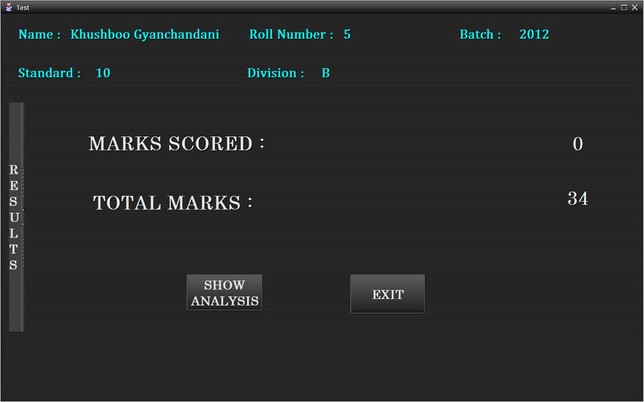 Test
Name : Khushboo Gyanchandani Roll Number : 5 Batch : 2012
Standard : 10 Division : B
RESULTS
MARKS SCORED : 0
TOTAL MARKS : 34
SHOW
ANALYSIS
EXIT